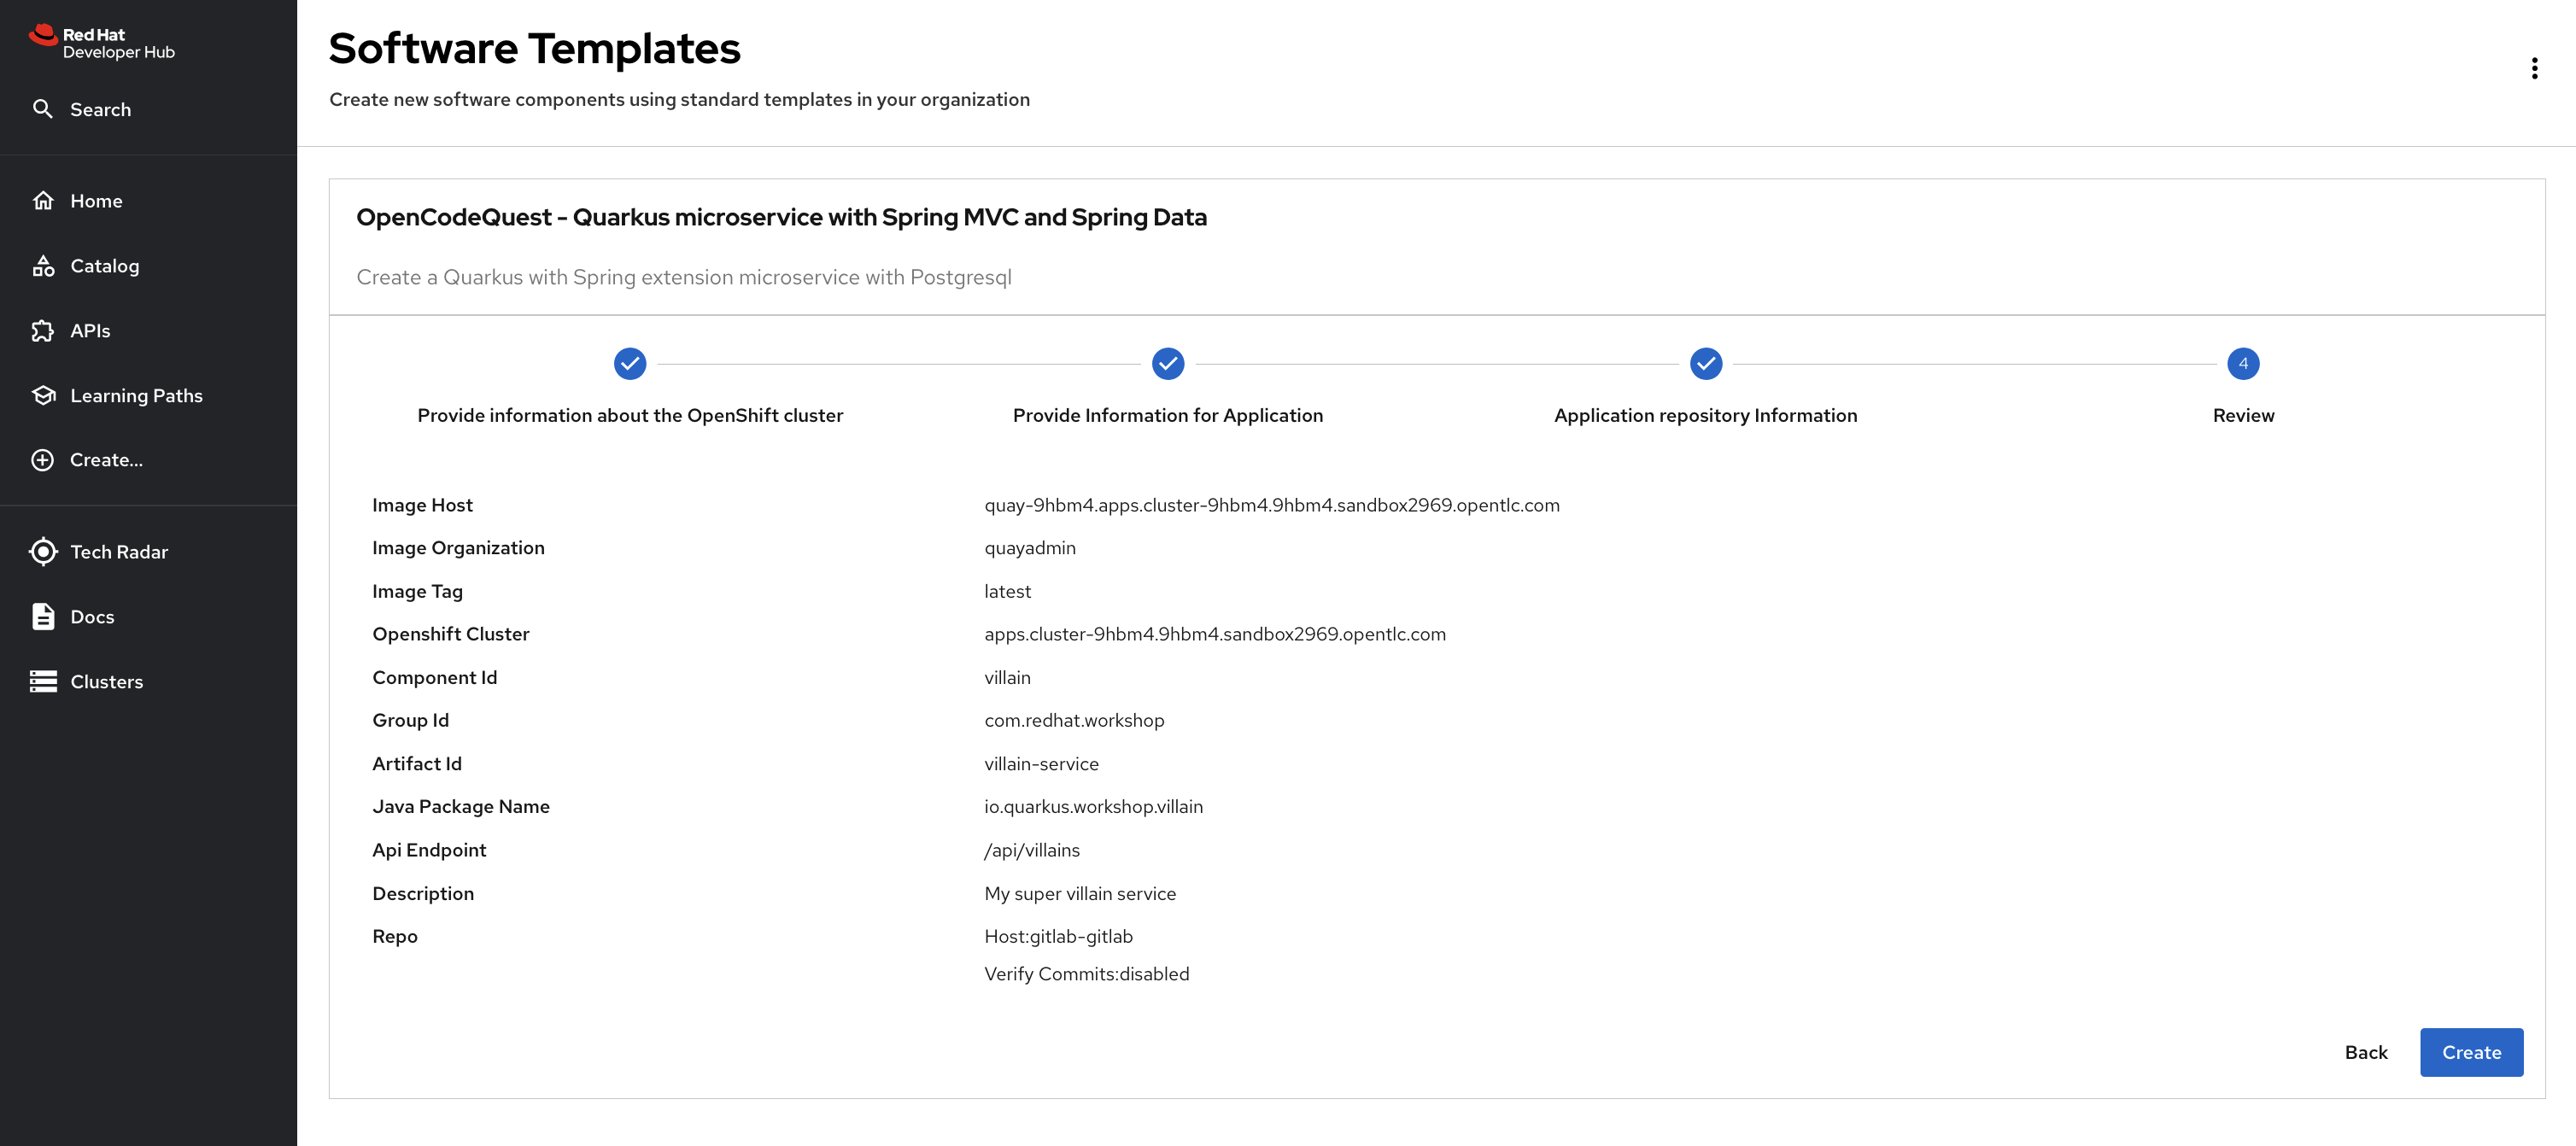 Red Hat
Developer Hub
Search
Home
Catalog
APIs
Learning Paths
Create...
Tech Radar
Docs
Clusters
Software Templates
Create new software components using standard templates in your organization
OpenCodeQuest - Quarkus microservice with Spring MVC and Spring Data
Create a Quarkus with Spring extension microservice with Postgresql
4
Provide information about the OpenShift cluster Provide Information for Application Application repository Information Review
Image Host quay-9hbm4.apps.cluster-9hbm4.9hbm4.sandbox2969.opentlc.com
Image Organization quayadmin
Image Tag latest
Openshift Cluster apps.cluster-9hbm4.9hbm4.sandbox2969.opentlc.com
Component Id villain
Group Id com.redhat.workshop
Artifact Id villain-service
Java Package Name io.quarkus.workshop.villain
Api Endpoint /api/villains
Description My super villain service
Repo Host:gitlab-gitlab
Verify Commits:disabled
Back Create